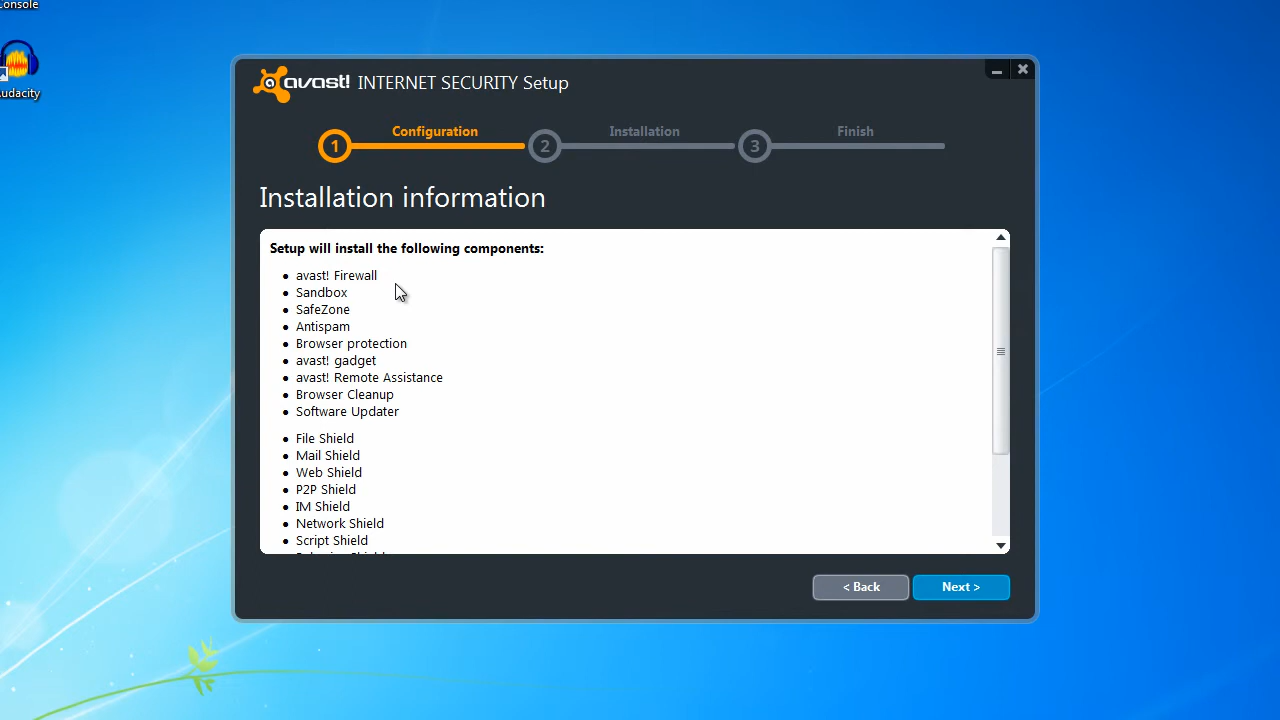 Console
Audacity
avast! INTERNET SECURITY Setup
1 Configuration 2 Installation 3 Finish
Installation information
Setup will install the following components:
avast! Firewall
Sandbox
SafeZone
Antispam
Browser protection
avast! gadget
avast! Remote Assistance
Browser Cleanup
Software Updater
File Shield
Mail Shield
Web Shield
P2P Shield
IM Shield
Network Shield
Script Shield
< Back Next >